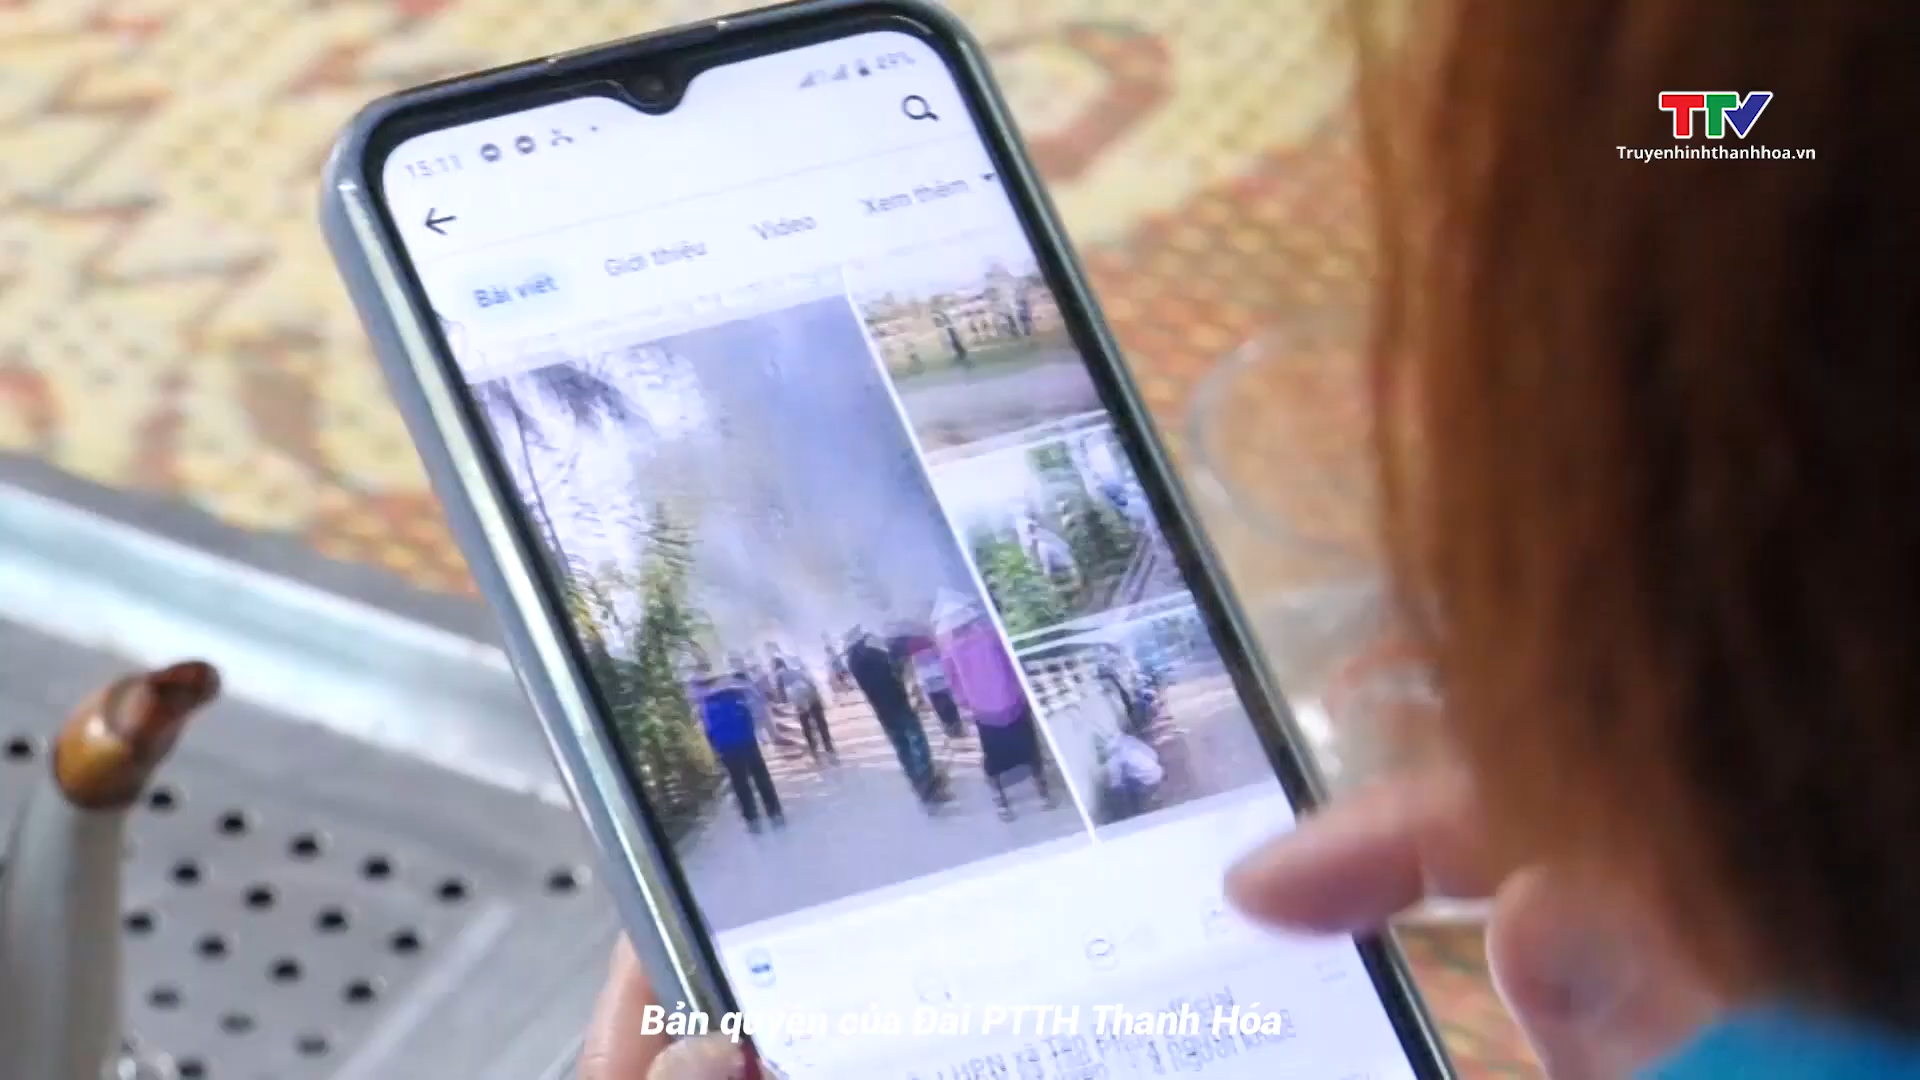 TTV
Truyenhinhthanhhoa.vn
15:11
49%
Bài viết
Giới thiệu
Video
Xem thêm
Bản quyền của Đài PTTH Thanh Hóa